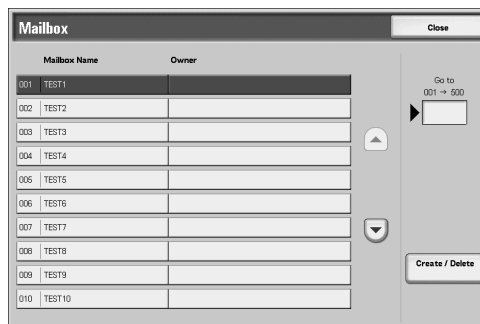 Mailbox
Close
Mailbox Name Owner
001 TEST1
002 TEST2
003 TEST3
004 TEST4
005 TEST5
006 TEST6
007 TEST7
008 TEST8
009 TEST9
010 TEST10
Go to
001 → 500
Create / Delete